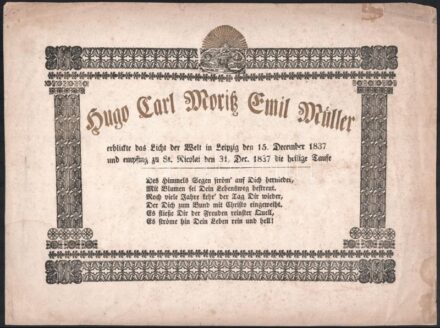 Hugo Carl Moritz Emil Müller
erblickte das Licht der Welt in Leipzig den 15. December 1837
und empfing zu St. Nicolai den 31. Dec. 1837 die heilige Taufe
Des Himmels Segen ström' auf Dich hernieder,
Mit Blumen sei Dein Lebensweg bestreut.
Noch viele Jahre kehr' der Tag Dir wieder,
Der Dich zum Bund mit Christo eingeweiht.
Es fließe Dir der Freuden reinster Quell,
Es ströme hin Dein Leben rein und hell!